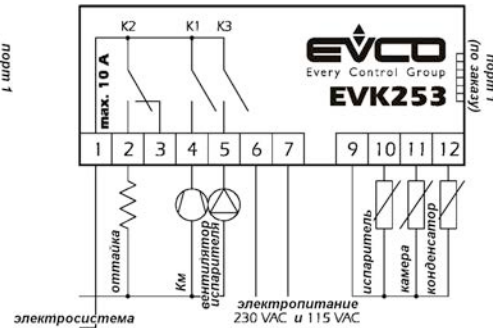 порт 1
K2 K1 K3
max. 10 A
EVCO
Every Control Group
EVK253
порт 1
(по заказу)
1 2 3 4 5 6 7 9 10 11 12
оттайка
Км
вентилятор
испарителя
испаритель
камера
конденсатор
электросистема
электропитание
230 VAC и 115 VAC